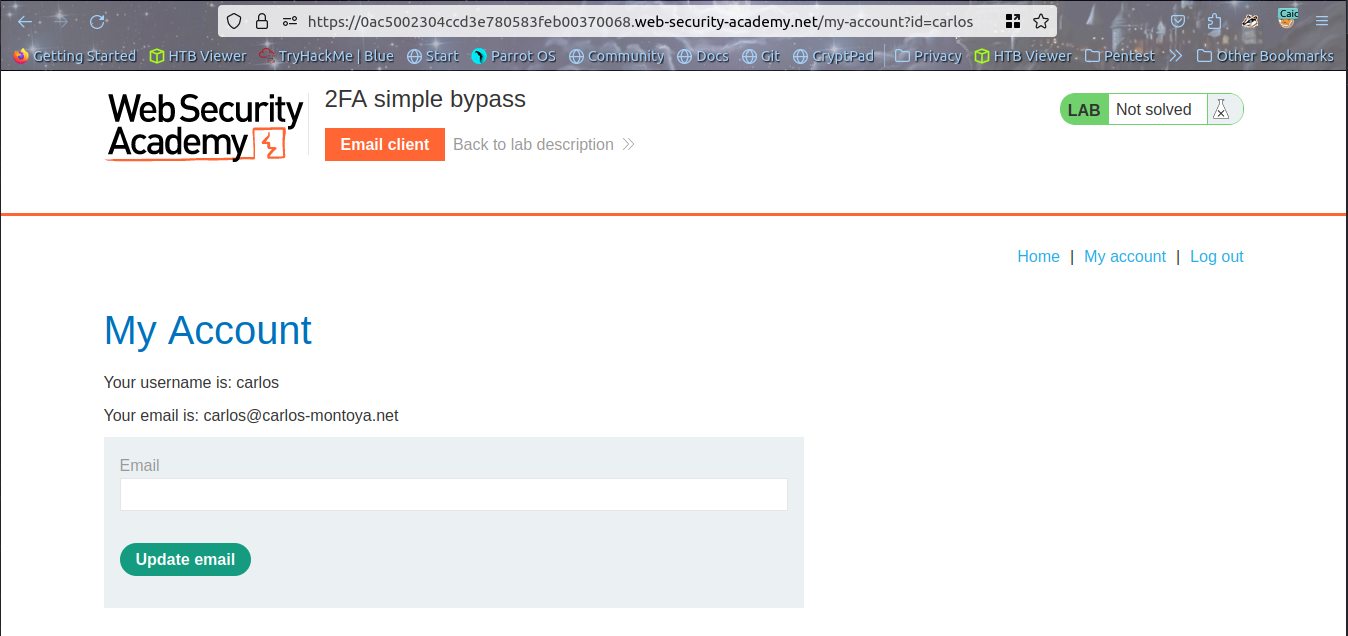 https://0ac5002304ccd3e780583feb00370068.web-security-academy.net/my-account?id=carlos
Caic
Getting Started HTB Viewer TryHackMe | Blue Start Parrot OS Community Docs Git CryptPad Privacy HTB Viewer Pentest Other Bookmarks
Web Security
Academy
2FA simple bypass
Email client Back to lab description
LAB Not solved
Home | My account | Log out
My Account
Your username is: carlos
Your email is: carlos@carlos-montoya.net
Email
Update email